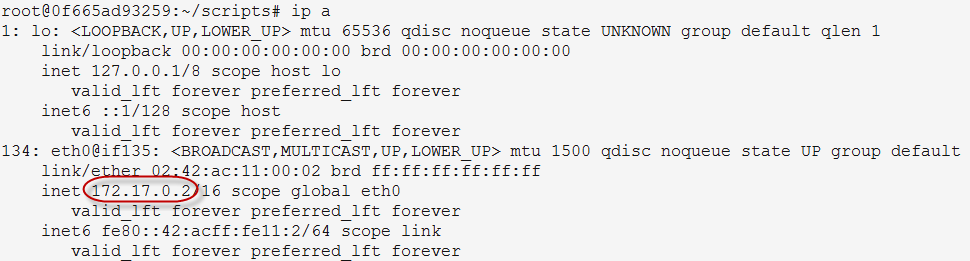 root@0f665ad93259:~/scripts# ip a
1: lo: <LOOPBACK,UP,LOWER_UP> mtu 65536 qdisc noqueue state UNKNOWN group default qlen 1
    link/loopback 00:00:00:00:00:00 brd 00:00:00:00:00:00
    inet 127.0.0.1/8 scope host lo
       valid_lft forever preferred_lft forever
    inet6 ::1/128 scope host
       valid_lft forever preferred_lft forever
134: eth0@if135: <BROADCAST,MULTICAST,UP,LOWER_UP> mtu 1500 qdisc noqueue state UP group default
    link/ether 02:42:ac:11:00:02 brd ff:ff:ff:ff:ff:ff
    inet 172.17.0.2/16 scope global eth0
       valid_lft forever preferred_lft forever
    inet6 fe80::42:acff:fe11:2/64 scope link
       valid_lft forever preferred_lft forever